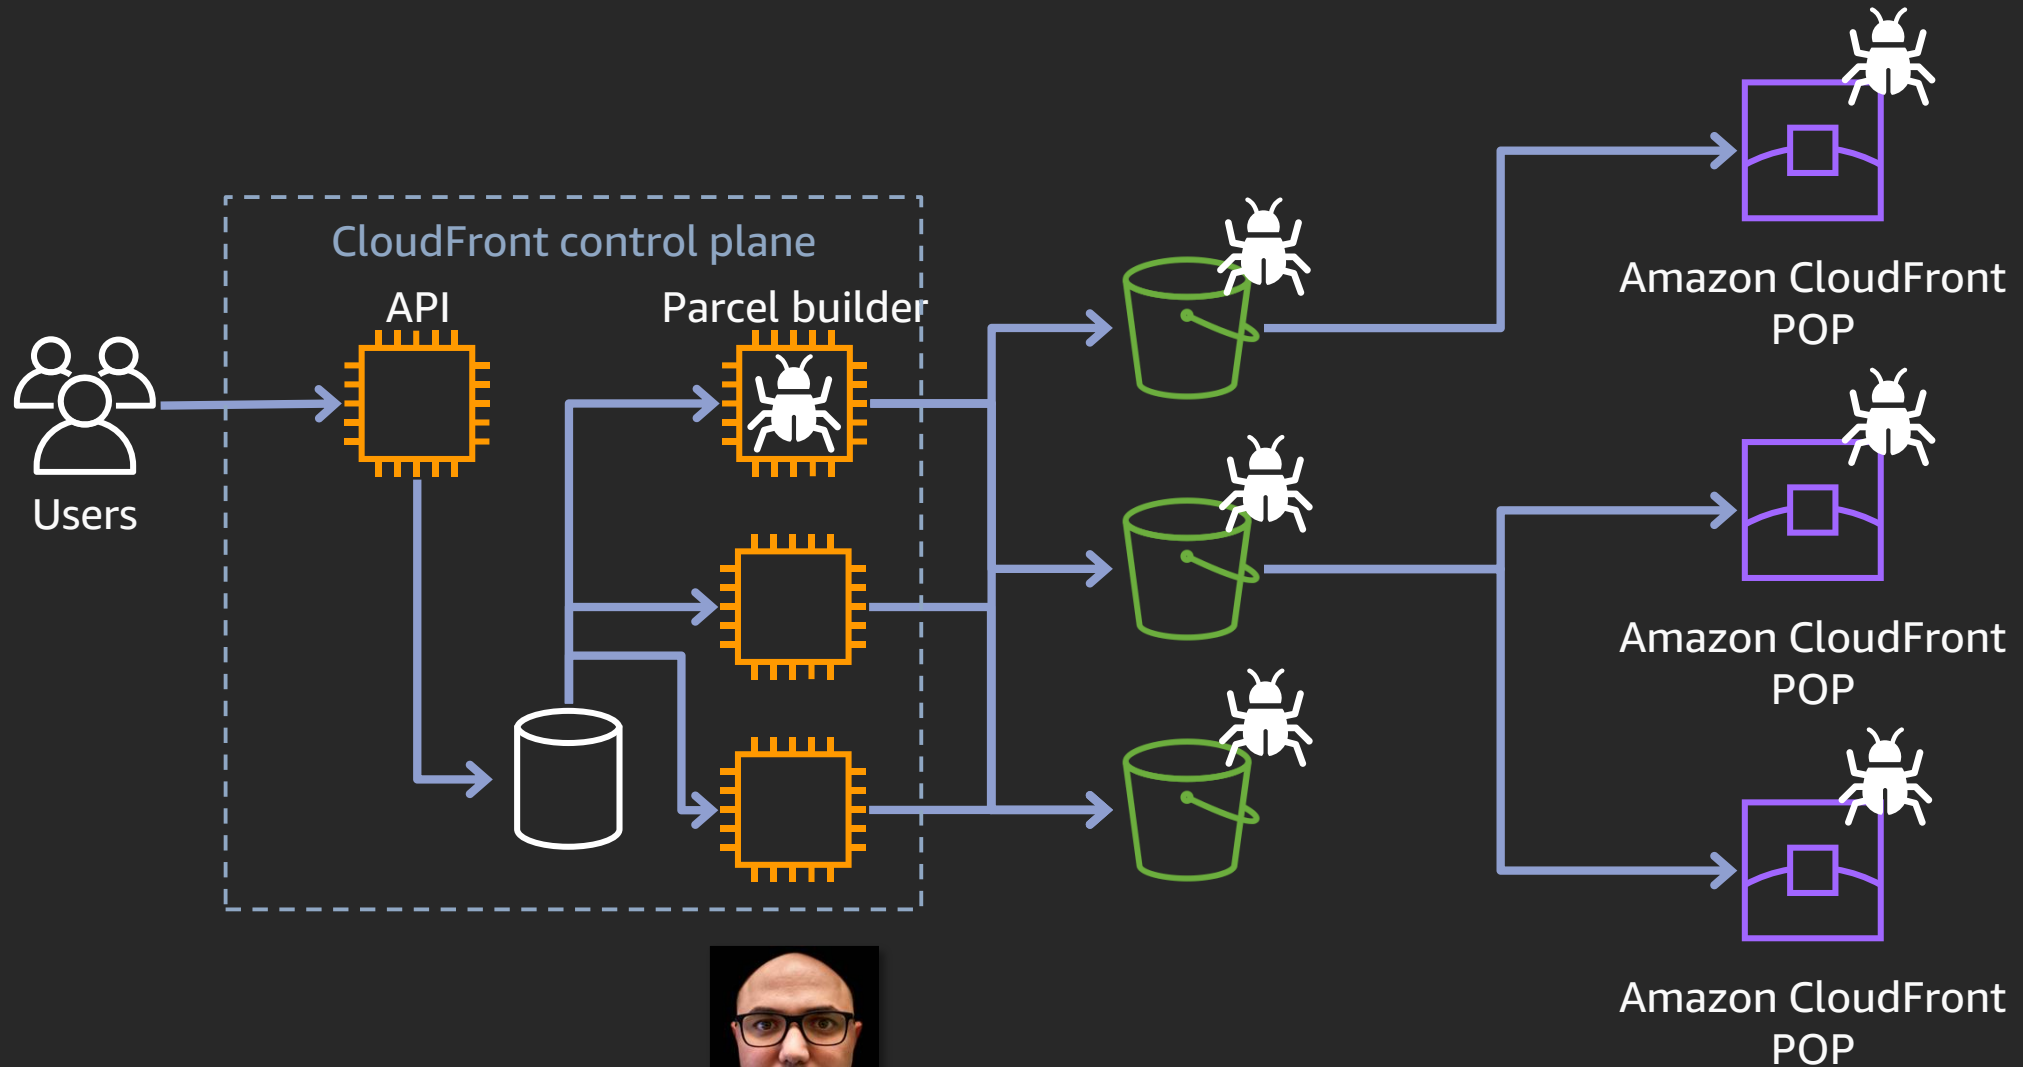 CloudFront control plane
API
Parcel builder
Users
Amazon CloudFront
POP
Amazon CloudFront
POP
Amazon CloudFront
POP